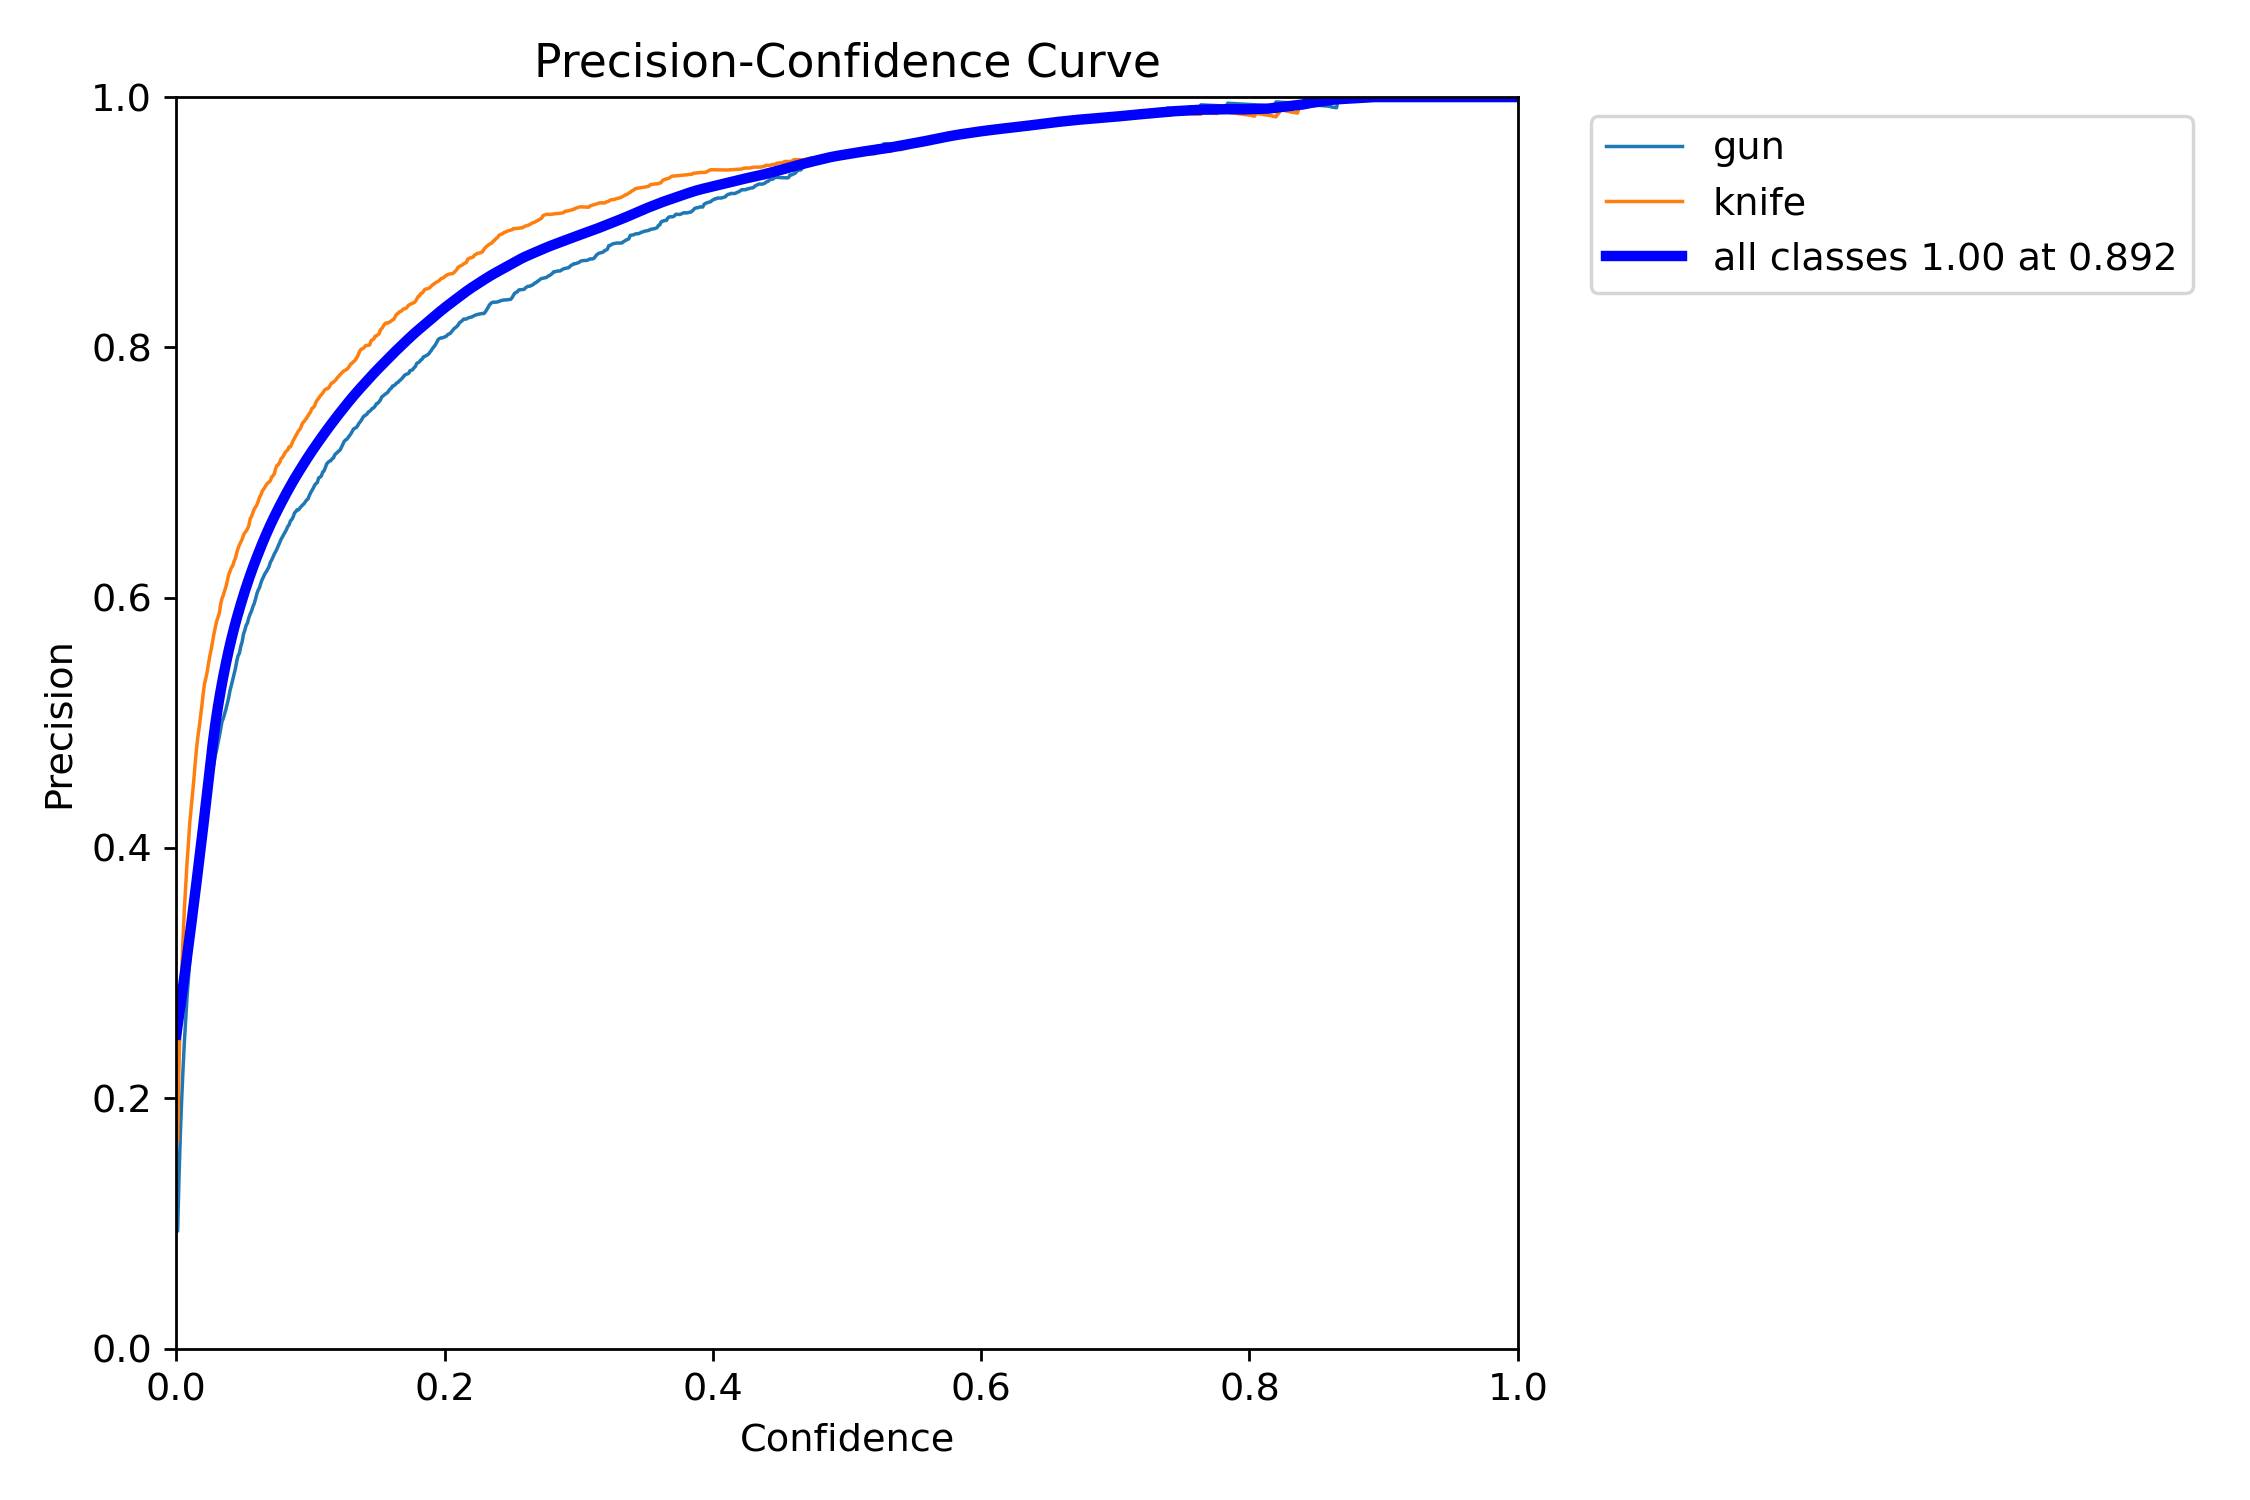 Precision-Confidence Curve
1.0
0.8
0.6
0.4
0.2
0.0
Precision
0.0 0.2 0.4 0.6 0.8 1.0
Confidence
gun
knife
all classes 1.00 at 0.892